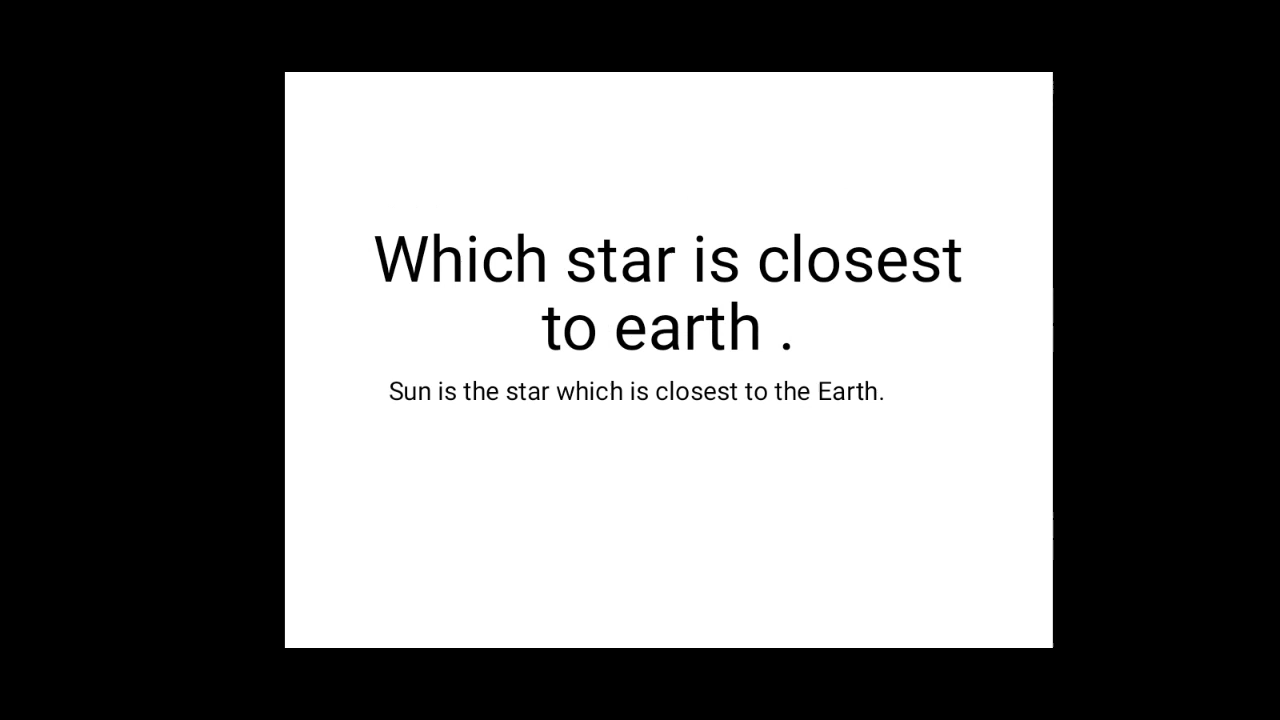 Which star is closest
to earth .
Sun is the star which is closest to the Earth.